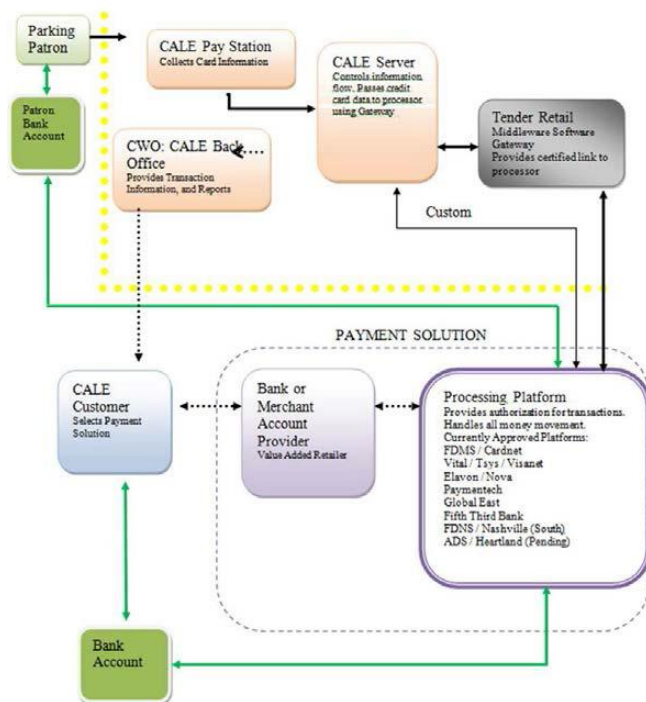 Parking
Patron
CALE Pay Station
Collects Card Information
CALE Server
Controls information
flow. Passes credit
card data to processor
using Gateway
Patron
Bank
Account
Tender Retail
Middleware Software
Gateway
Provides certified link to
processor
CWO: CALE Back
Office
Provides Transaction
Information, and Reports
Custom
PAYMENT SOLUTION
CALE
Customer
Selects Payment
Solution
Bank or
Merchant
Account
Provider
Value Added Retailer
Processing Platform
Provides authorization for transactions.
Handles all money movement.
Currently Approved Platforms:
FDMS / Cardnet
Vital / Tsys / Visanet
Elavon / Nova
Paymentech
Global East
Fifth Third Bank
FDNS / Nashville (South)
ADS / Heartland (Pending)
Bank
Account